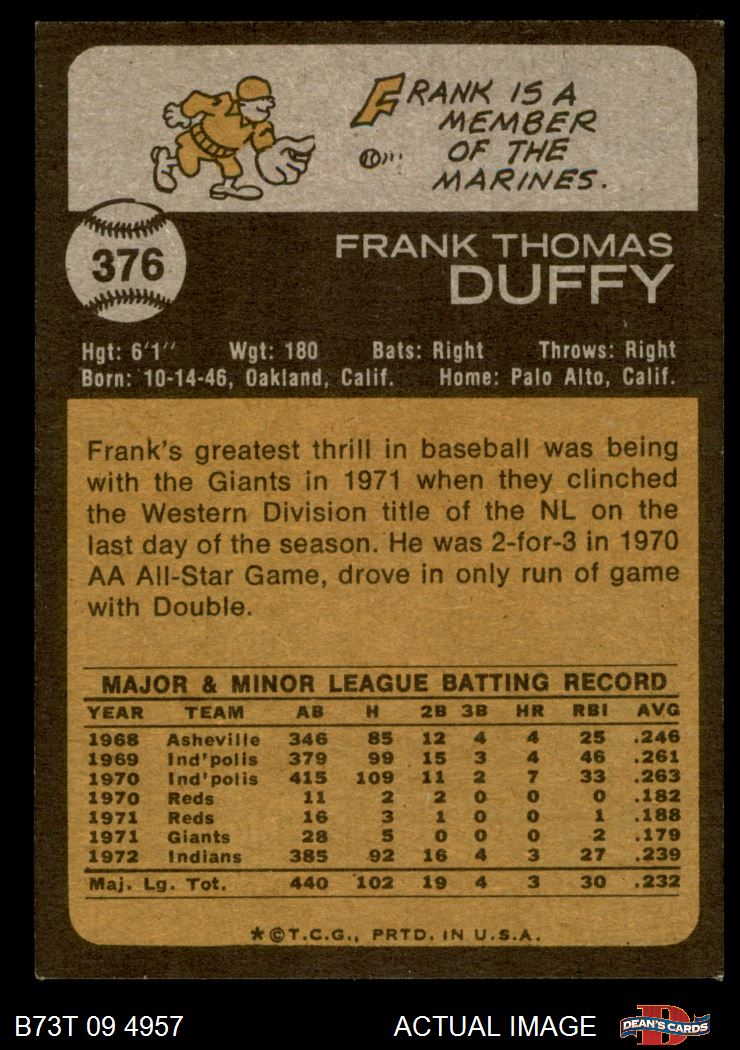 FRANK IS A
MEMBER
OF THE
MARINES.
376
FRANK THOMAS
DUFFY
Hgt: 6'1" Wgt: 180 Bats: Right Throws: Right
Born: 10-14-46, Oakland, Calif. Home: Palo Alto, Calif.
Frank's greatest thrill in baseball was being
with the Giants in 1971 when they clinched
the Western Division title of the NL on the
last day of the season. He was 2-for-3 in 1970
AA All-Star Game, drove in only run of game
with Double.
MAJOR & MINOR LEAGUE BATTING RECORD
YEAR TEAM AB H 2B 3B HR RBI AVG
1968 Asheville 346 85 12 4 4 25 .246
1969 Ind'polis 379 99 15 3 4 46 .261
1970 Ind'polis 415 109 11 2 7 33 .263
1970 Reds 11 2 2 0 0 0 .182
1971 Reds 16 3 1 0 0 1 .188
1971 Giants 28 5 0 0 0 2 .179
1972 Indians 385 92 16 4 3 27 .239
Maj. Lg. Tot. 440 102 19 4 3 30 .232
*©T.C.G., PRTD. IN U.S.A.
B73T 09 4957 ACTUAL IMAGE D DEAN'S CARDS